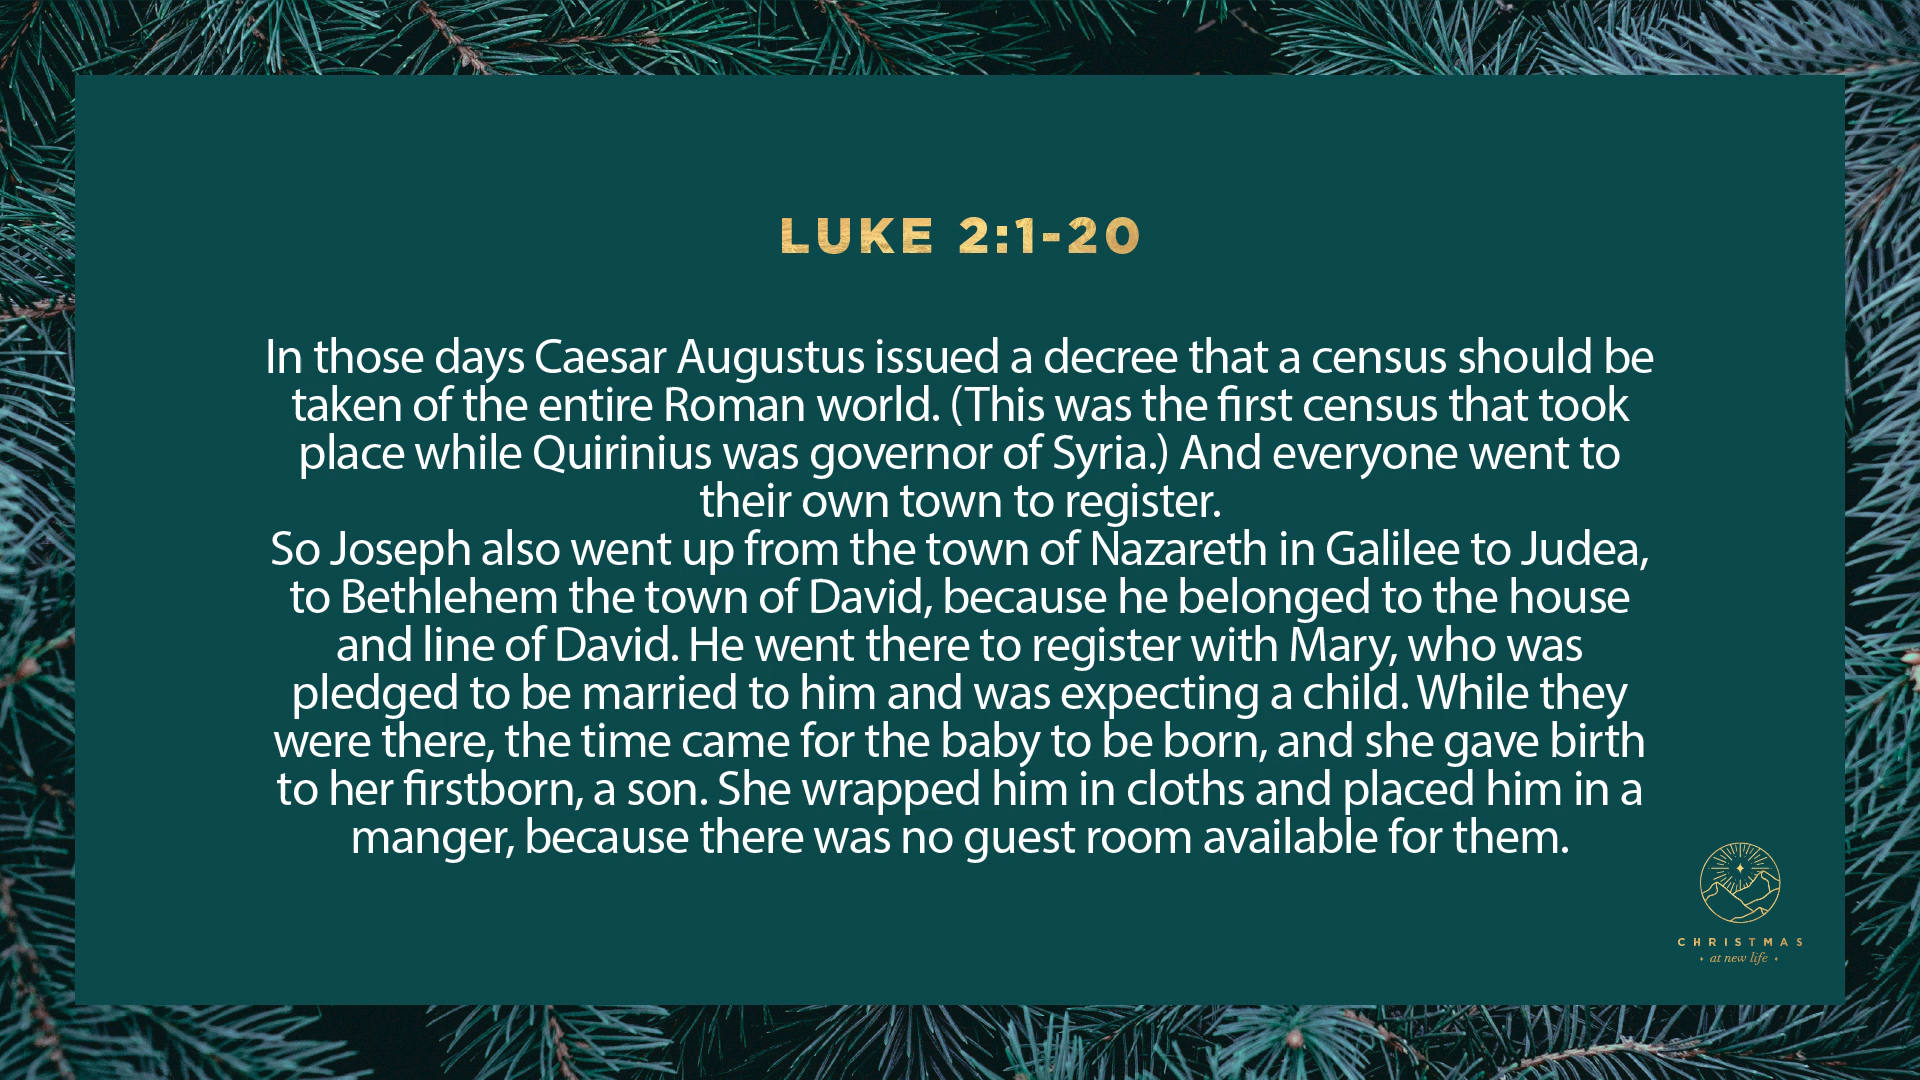 LUKE 2:1-20
In those days Caesar Augustus issued a decree that a census should be
taken of the entire Roman world. (This was the first census that took
place while Quirinius was governor of Syria.) And everyone went to
their own town to register.
So Joseph also went up from the town of Nazareth in Galilee to Judea,
to Bethlehem the town of David, because he belonged to the house
and line of David. He went there to register with Mary, who was
pledged to be married to him and was expecting a child. While they
were there, the time came for the baby to be born, and she gave birth
to her firstborn, a son. She wrapped him in cloths and placed him in a
manger, because there was no guest room available for them.
CHRISTMAS
at new life